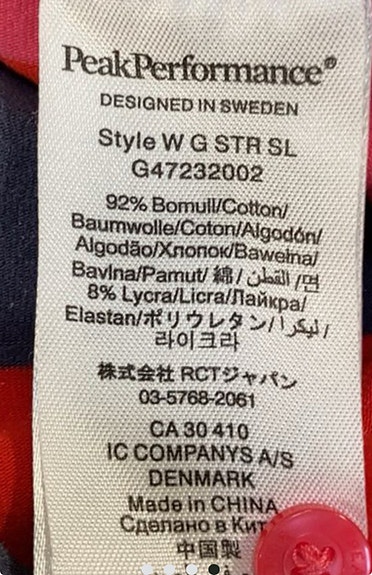 PeakPerformance®
DESIGNED IN SWEDEN
Style W G STR SL
G47232002
92% Bomull/Cotton/
Baumwolle/Coton/Algodón/
Algodão/Хлопок/Bawełna/
Bavlna/Pamut/ 綿/ القطن /면
8% Lycra/Licra/Лайкра/
Elastan/ポリウレタン/ ليكرا /
라이크라
株式会社 RCTジャパン
03-5768-2061
CA 30 410
IC COMPANYS A/S
DENMARK
Made in CHINA
Сделано в Кит
中国製